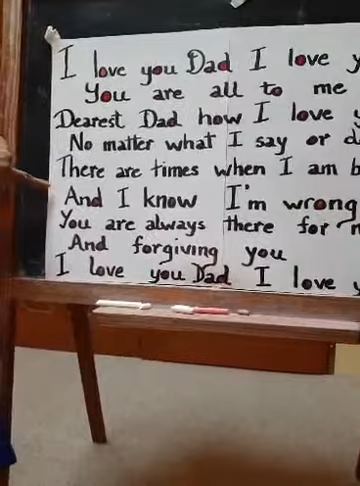 I love you Dad I love
You are all to me
Dearest Dad how I love
No matter what I say or
There are times when I am
And I know I'm wrong
You are always there for
And forgiving you
I love you Dad I love